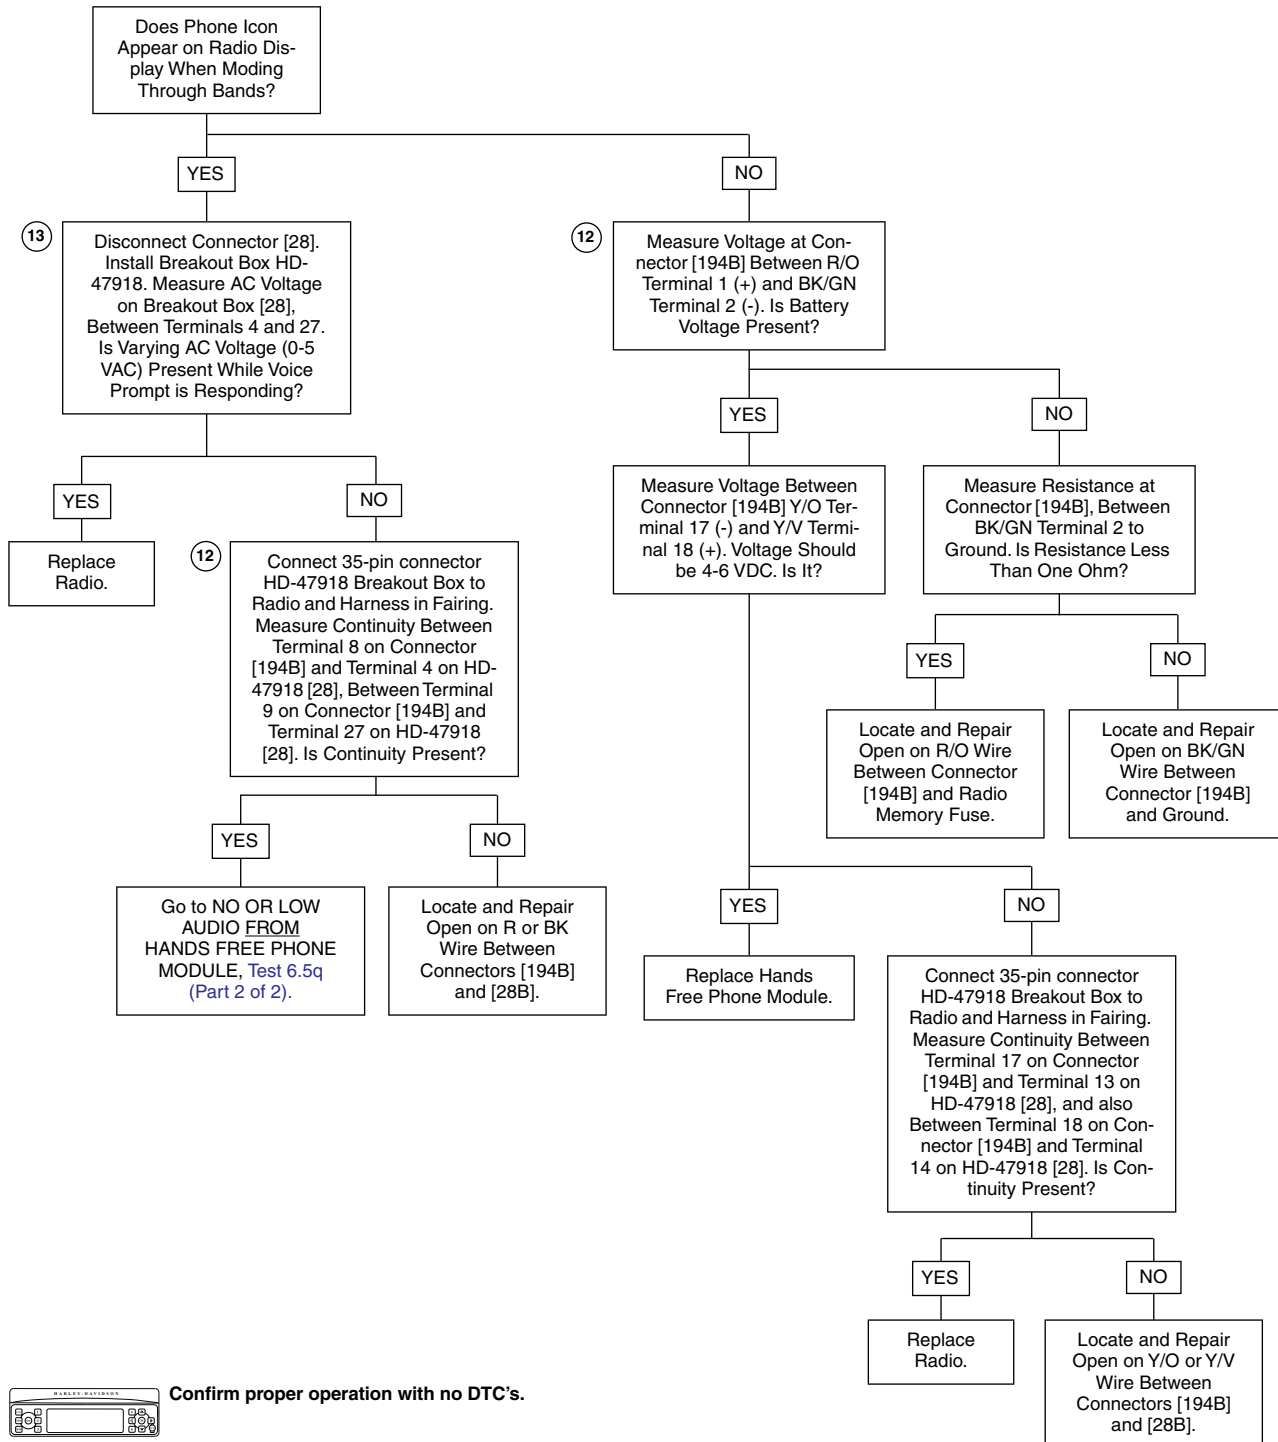 Does Phone Icon
Appear on Radio Dis-
play When Moding
Through Bands?
YES
NO
13
Disconnect Connector [28].
Install Breakout Box HD-
47918. Measure AC Voltage
on Breakout Box [28],
Between Terminals 4 and 27.
Is Varying AC Voltage (0-5
VAC) Present While Voice
Prompt is Responding?
12
Measure Voltage at Con-
nector [194B] Between R/O
Terminal 1 (+) and BK/GN
Terminal 2 (-). Is Battery
Voltage Present?
YES
NO
YES
NO
Replace
Radio.
12
Connect 35-pin connector
HD-47918 Breakout Box to
Radio and Harness in Fairing.
Measure Continuity Between
Terminal 8 on Connector
[194B] and Terminal 4 on HD-
47918 [28], Between Terminal
9 on Connector [194B] and
Terminal 27 on HD-47918
[28]. Is Continuity Present?
Measure Voltage Between
Connector [194B] Y/O Ter-
minal 17 (-) and Y/V Termi-
nal 18 (+). Voltage Should
be 4-6 VDC. Is It?
Measure Resistance at
Connector [194B], Between
BK/GN Terminal 2 to
Ground. Is Resistance Less
Than One Ohm?
YES
NO
Locate and Repair
Open on R/O Wire
Between Connector
[194B] and Radio
Memory Fuse.
Locate and Repair
Open on BK/GN
Wire Between
Connector [194B]
and Ground.
YES
NO
Go to NO OR LOW
AUDIO FROM
HANDS FREE PHONE
MODULE, Test 6.5q
(Part 2 of 2).
Locate and Repair
Open on R or BK
Wire Between
Connectors [194B]
and [28B].
YES
NO
Replace Hands
Free Phone Module.
Connect 35-pin connector
HD-47918 Breakout Box to
Radio and Harness in Fairing.
Measure Continuity Between
Terminal 17 on Connector
[194B] and Terminal 13 on
HD-47918 [28], and also
Between Terminal 18 on Con-
nector [194B] and Terminal
14 on HD-47918 [28]. Is Con-
tinuity Present?
YES
NO
Replace
Radio.
Locate and Repair
Open on Y/O or Y/V
Wire Between
Connectors [194B]
and [28B].
HARLEY-DAVIDSON
Confirm proper operation with no DTC's.